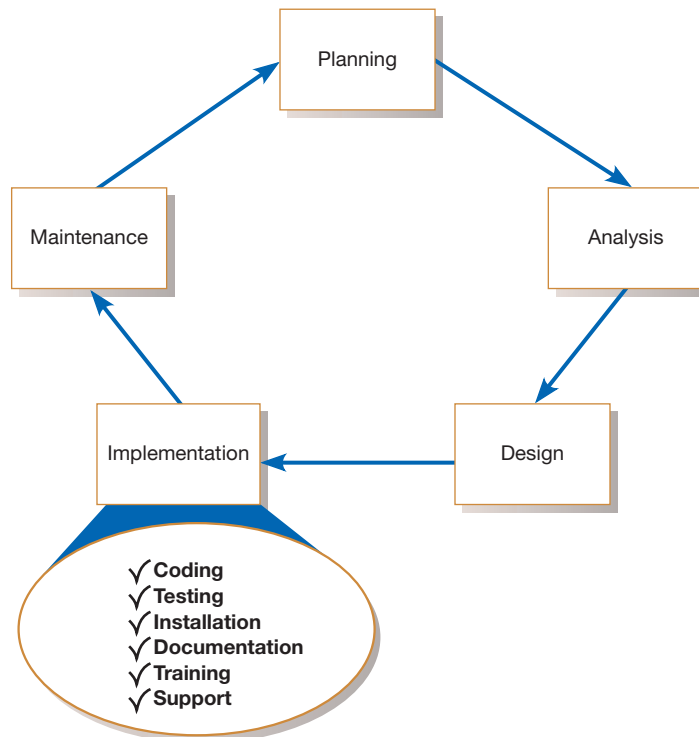 Planning
Maintenance
Analysis
Implementation
Design
✓Coding
✓Testing
✓Installation
✓Documentation
✓Training
✓Support